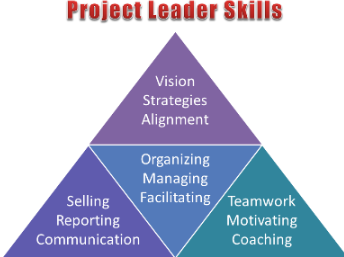 Project Leader Skills
Vision
Strategies
Alignment
Organizing
Managing
Facilitating
Selling
Reporting
Communication
Teamwork
Motivating
Coaching